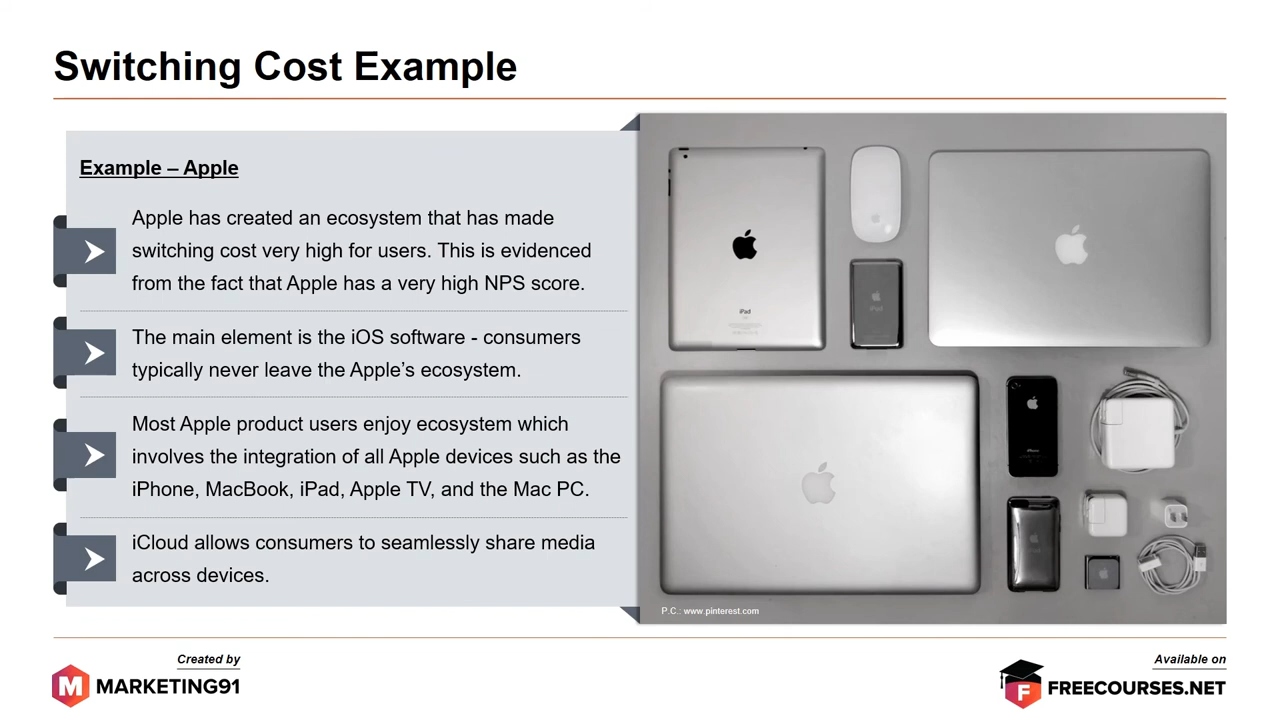 Switching Cost Example
Example – Apple
Apple has created an ecosystem that has made
switching cost very high for users. This is evidenced
from the fact that Apple has a very high NPS score.
The main element is the iOS software - consumers
typically never leave the Apple's ecosystem.
Most Apple product users enjoy ecosystem which
involves the integration of all Apple devices such as the
iPhone, MacBook, iPad, Apple TV, and the Mac PC.
iCloud allows consumers to seamlessly share media
across devices.
iPad
iPod
iPhone
P.C.: www.pinterest.com
Created by
M MARKETING91
Available on
F FREECOURSES.NET